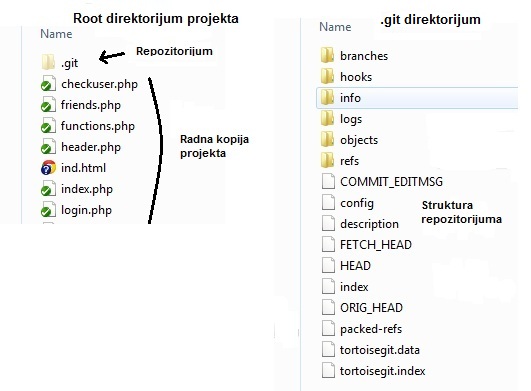 Root direktorijum projekta
Name
Repozitorijum
.git
checkuser.php
friends.php
functions.php
header.php
ind.html
index.php
login.php
Radna kopija
projekta
.git direktorijum
Name
branches
hooks
info
logs
objects
refs
COMMIT_EDITMSG
config
description
FETCH_HEAD
HEAD
index
ORIG_HEAD
packed-refs
tortoisegit.data
tortoisegit.index
Struktura
repozitorijuma